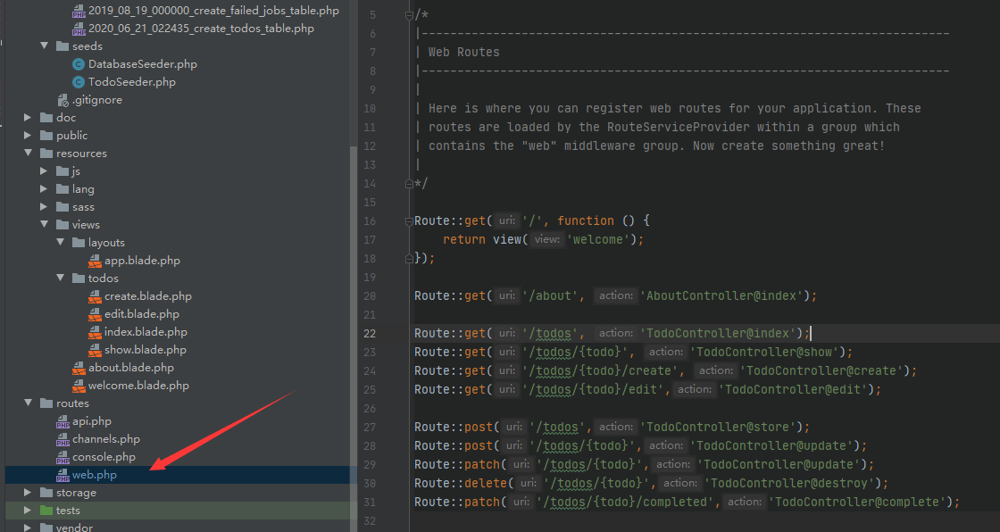 2019_08_19_000000_create_failed_jobs_table.php
2020_06_21_022435_create_todos_table.php
seeds
DatabaseSeeder.php
TodoSeeder.php
.gitignore
doc
public
resources
js
lang
sass
views
layouts
app.blade.php
todos
create.blade.php
edit.blade.php
index.blade.php
show.blade.php
about.blade.php
welcome.blade.php
routes
api.php
channels.php
console.php
web.php
storage
tests
vendor
5 /*
6 |--------------------------------------------------------------------------
7 | Web Routes
8 |--------------------------------------------------------------------------
9 |
10 | Here is where you can register web routes for your application. These
11 | routes are loaded by the RouteServiceProvider within a group which
12 | contains the "web" middleware group. Now create something great!
13 |
14 */
15
16 Route::get( uri: '/', function () {
17     return view( view: 'welcome');
18 });
19
20 Route::get( uri: '/about', action: 'AboutController@index');
21
22 Route::get( uri: '/todos', action: 'TodoController@index');
23 Route::get( uri: '/todos/{todo}', action: 'TodoController@show');
24 Route::get( uri: '/todos/{todo}/create', action: 'TodoController@create');
25 Route::get( uri: '/todos/{todo}/edit', action: 'TodoController@edit');
26
27 Route::post( uri: '/todos', action: 'TodoController@store');
28 Route::post( uri: '/todos/{todo}', action: 'TodoController@update');
29 Route::patch( uri: '/todos/{todo}', action: 'TodoController@update');
30 Route::delete( uri: '/todos/{todo}', action: 'TodoController@destroy');
31 Route::patch( uri: '/todos/{todo}/completed', action: 'TodoController@complete');
32